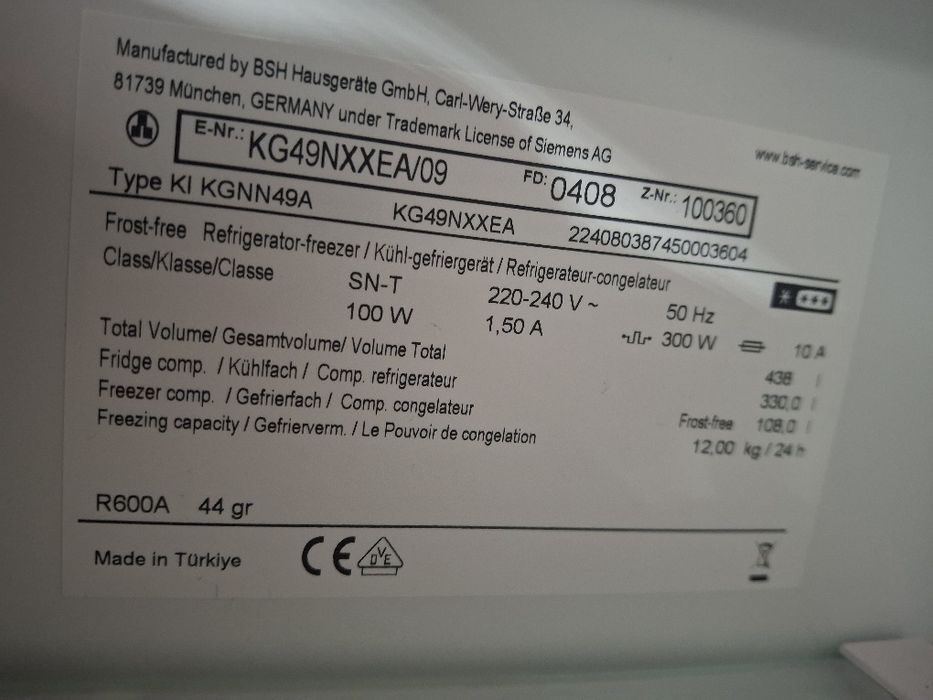 Manufactured by BSH Hausgeräte GmbH, Carl-Wery-Straße 34,
81739 München, GERMANY under Trademark License of Siemens AG
www.bsh-service.com
E-Nr.: KG49NXXEA/09 FD: 0408 Z-Nr.: 100360
Type KI KGNN49A KG49NXXEA 224080387450003604
Frost-free Refrigerator-freezer / Kühl-gefriergerät / Refrigerateur-congelateur
Class/Klasse/Classe SN-T 220-240 V ~ 50 Hz
100 W 1,50 A 300 W 10 A
Total Volume/ Gesamtvolume/ Volume Total 438 l
Fridge comp. / Kühlfach / Comp. refrigerateur 330,0 l
Freezer comp. / Gefrierfach / Comp. congelateur Frost-free 108,0 l
Freezing capacity / Gefrierverm. / Le Pouvoir de congelation 12,00 kg / 24 h
R600A 44 gr
Made in Türkiye CE DVE